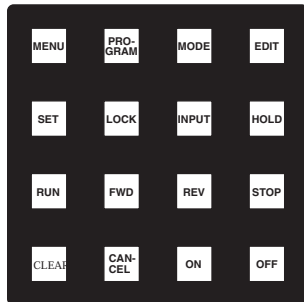 MENU
PRO-
GRAM
MODE
EDIT
SET
LOCK
INPUT
HOLD
RUN
FWD
REV
STOP
CLEAR
CAN-
CEL
ON
OFF